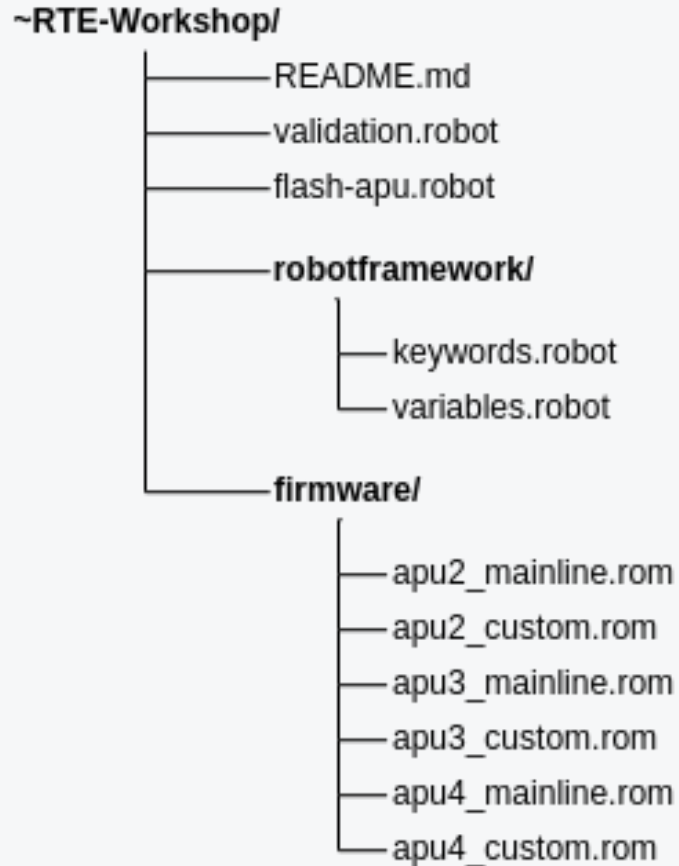 ~RTE-Workshop/
README.md
validation.robot
flash-apu.robot
robotframework/
keywords.robot
variables.robot
firmware/
apu2_mainline.rom
apu2_custom.rom
apu3_mainline.rom
apu3_custom.rom
apu4_mainline.rom
apu4_custom.rom